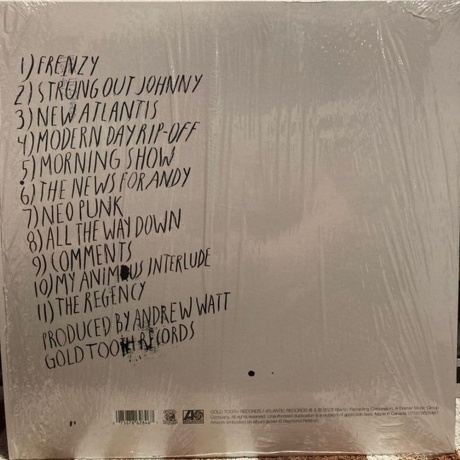 1) FRENZY
2) STRUNG OUT JOHNNY
3) NEW ATLANTIS
4) MODERN DAY RIP-OFF
5) MORNING SHOW
6) THE NEWS FOR ANDY
7) NEO PUNK
8) ALL THE WAY DOWN
9) COMMENTS
10) MY ANIMUS INTERLUDE
11) THE REGENCY
PRODUCED BY ANDREW WATT
GOLD TOOTH RECORDS